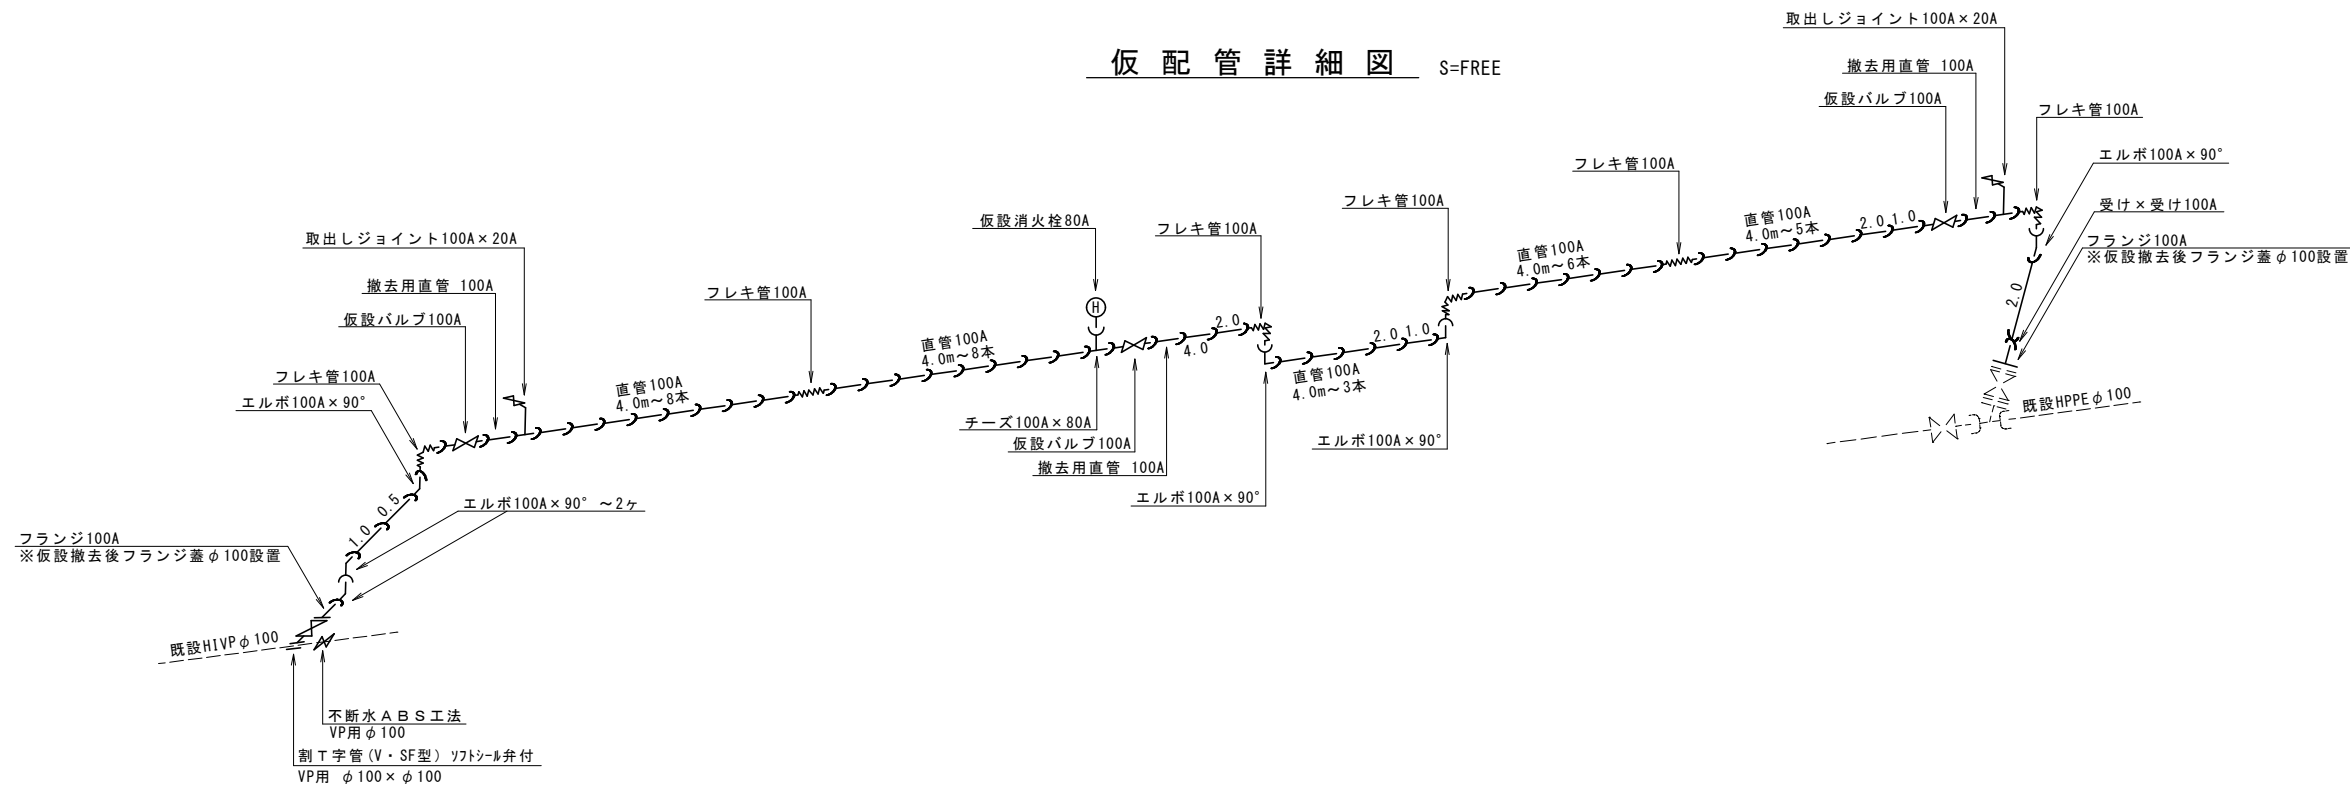 仮配管詳細図 S=FREE
取出しジョイント100A×20A
撤去用直管 100A
仮設バルブ100A
フレキ管100A
エルボ100A×90°
受け×受け100A
フランジ100A
※仮設撤去後フランジ蓋φ100設置
2.0
既設HPPEφ100
フレキ管100A
直管100A
4.0m～5本
2.0 1.0
フレキ管100A
直管100A
4.0m～6本
仮設消火栓80A
H
フレキ管100A
2.0
4.0
直管100A
4.0m～3本
2.0 1.0
エルボ100A×90°
エルボ100A×90°
直管100A
4.0m～8本
チーズ100A×80A
仮設バルブ100A
撤去用直管 100A
取出しジョイント100A×20A
撤去用直管 100A
仮設バルブ100A
フレキ管100A
直管100A
4.0m～8本
フレキ管100A
エルボ100A×90°
0.5
1.0
エルボ100A×90° ～2ヶ
フランジ100A
※仮設撤去後フランジ蓋φ100設置
既設HIVPφ100
不断水ＡＢＳ工法
VP用φ100
割Ｔ字管(V・SF型) ソフトシール弁付
VP用 φ100×φ100